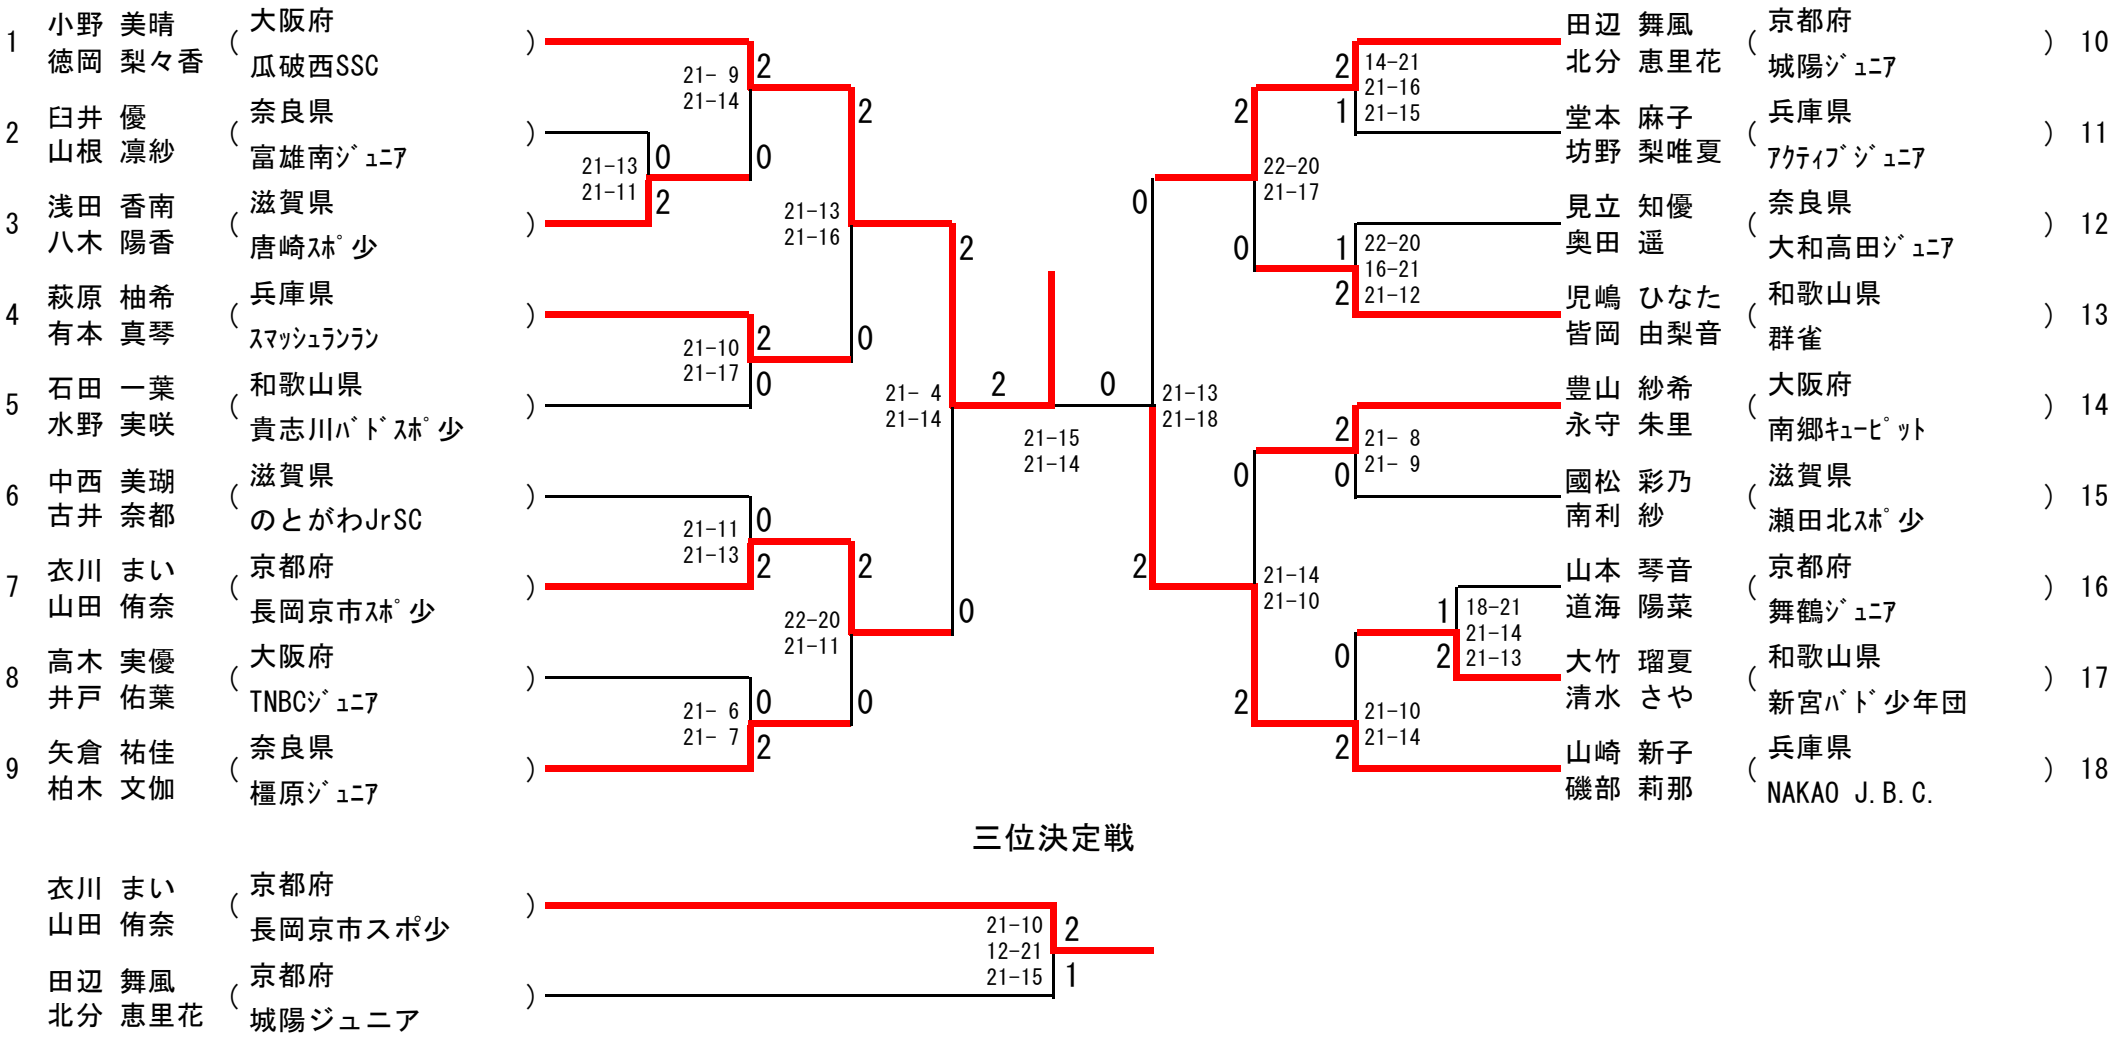 1 小野 美晴 ( 大阪府 )
徳岡 梨々香 瓜破西SSC
2 臼井 優 ( 奈良県 )
山根 凛紗 富雄南ｼﾞｭﾆｱ
3 浅田 香南 ( 滋賀県 )
八木 陽香 唐崎ｽﾎﾟ少
4 萩原 柚希 ( 兵庫県 )
有本 真琴 ｽﾏｯｼｭﾗﾝﾗﾝ
5 石田 一葉 ( 和歌山県 )
水野 実咲 貴志川ﾊﾞﾄﾞｽﾎﾟ少
6 中西 美瑚 ( 滋賀県 )
古井 奈都 のとがわJrSC
7 衣川 まい ( 京都府 )
山田 侑奈 長岡京市ｽﾎﾟ少
8 高木 実優 ( 大阪府 )
井戸 佑葉 TNBCｼﾞｭﾆｱ
9 矢倉 祐佳 ( 奈良県 )
柏木 文伽 橿原ｼﾞｭﾆｱ
21- 9 2
21-14
0
21-13 0
21-11 2
2
21-13
21-16
0
21-10 2
21-17 0
2
21- 4
21-14
0
21-11 0
21-13 2
2
22-20
21-11
0
21- 6 0
21- 7 2
2 0
21-15
21-14
0
21-13
21-18
2
2
22-20
21-17
0
2 14-21
21-16
1 21-15
1 22-20
16-21
2 21-12
0
21-14
21-10
2
2 21- 8
0 21- 9
1 18-21
21-14
2 21-13
0
21-10
21-14
2
田辺 舞風 ( 京都府 ) 10
北分 恵里花 城陽ｼﾞｭﾆｱ
堂本 麻子 ( 兵庫県 ) 11
坊野 梨唯夏 ｱｸﾃｨﾌﾞｼﾞｭﾆｱ
見立 知優 ( 奈良県 ) 12
奥田 遥 大和高田ｼﾞｭﾆｱ
児嶋 ひなた ( 和歌山県 ) 13
皆岡 由梨音 群雀
豊山 紗希 ( 大阪府 ) 14
永守 朱里 南郷ｷｭｰﾋﾟｯﾄ
國松 彩乃 ( 滋賀県 ) 15
南利 紗 瀬田北ｽﾎﾟ少
山本 琴音 ( 京都府 ) 16
道海 陽菜 舞鶴ｼﾞｭﾆｱ
大竹 瑠夏 ( 和歌山県 ) 17
清水 さや 新宮ﾊﾞﾄﾞ少年団
山崎 新子 ( 兵庫県 ) 18
磯部 莉那 NAKAO J.B.C.
三位決定戦
衣川 まい ( 京都府 )
山田 侑奈 長岡京市スポ少
田辺 舞風 ( 京都府 )
北分 恵里花 城陽ジュニア
21-10 2
12-21
21-15 1